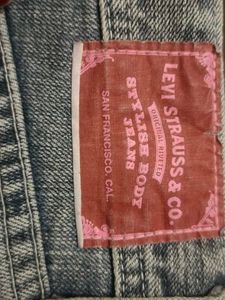 LEVI STRAUSS & CO.
ORIGINAL RIVETED
STYLISH BODY
JEANS
SAN FRANCISCO, CAL.